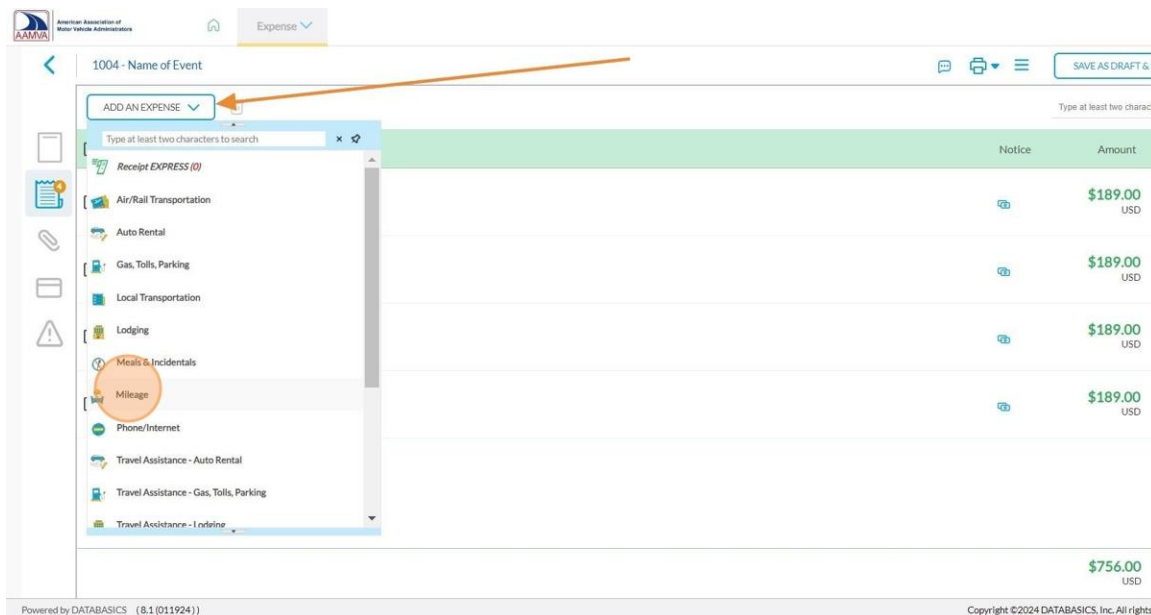 American Association of
Motor Vehicle Administrators
AAMVA
Expense
1004 - Name of Event
SAVE AS DRAFT &
ADD AN EXPENSE
Type at least two charac
Type at least two characters to search
Notice
Amount
Receipt EXPRESS (0)
4
Air/Rail Transportation
$189.00
USD
Auto Rental
Gas, Tolls, Parking
$189.00
USD
Local Transportation
Lodging
$189.00
USD
Meals & Incidentals
Mileage
$189.00
USD
Phone/Internet
Travel Assistance - Auto Rental
Travel Assistance - Gas, Tolls, Parking
Travel Assistance - Lodging
$756.00
USD
Powered by DATABASICS ( 8.1 (011924) )
Copyright ©2024 DATABASICS, Inc. All rights